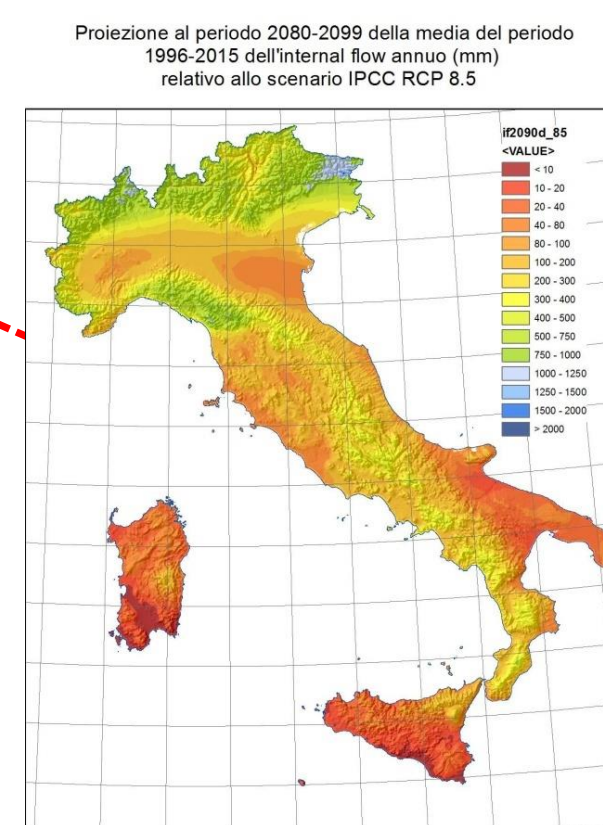 Proiezione al periodo 2080-2099 della media del periodo
1996-2015 dell'internal flow annuo (mm)
relativo allo scenario IPCC RCP 8.5
if2090d_85
<VALUE>
< 10
10 - 20
20 - 40
40 - 80
80 - 100
100 - 200
200 - 300
300 - 400
400 - 500
500 - 750
750 - 1000
1000 - 1250
1250 - 1500
1500 - 2000
> 2000